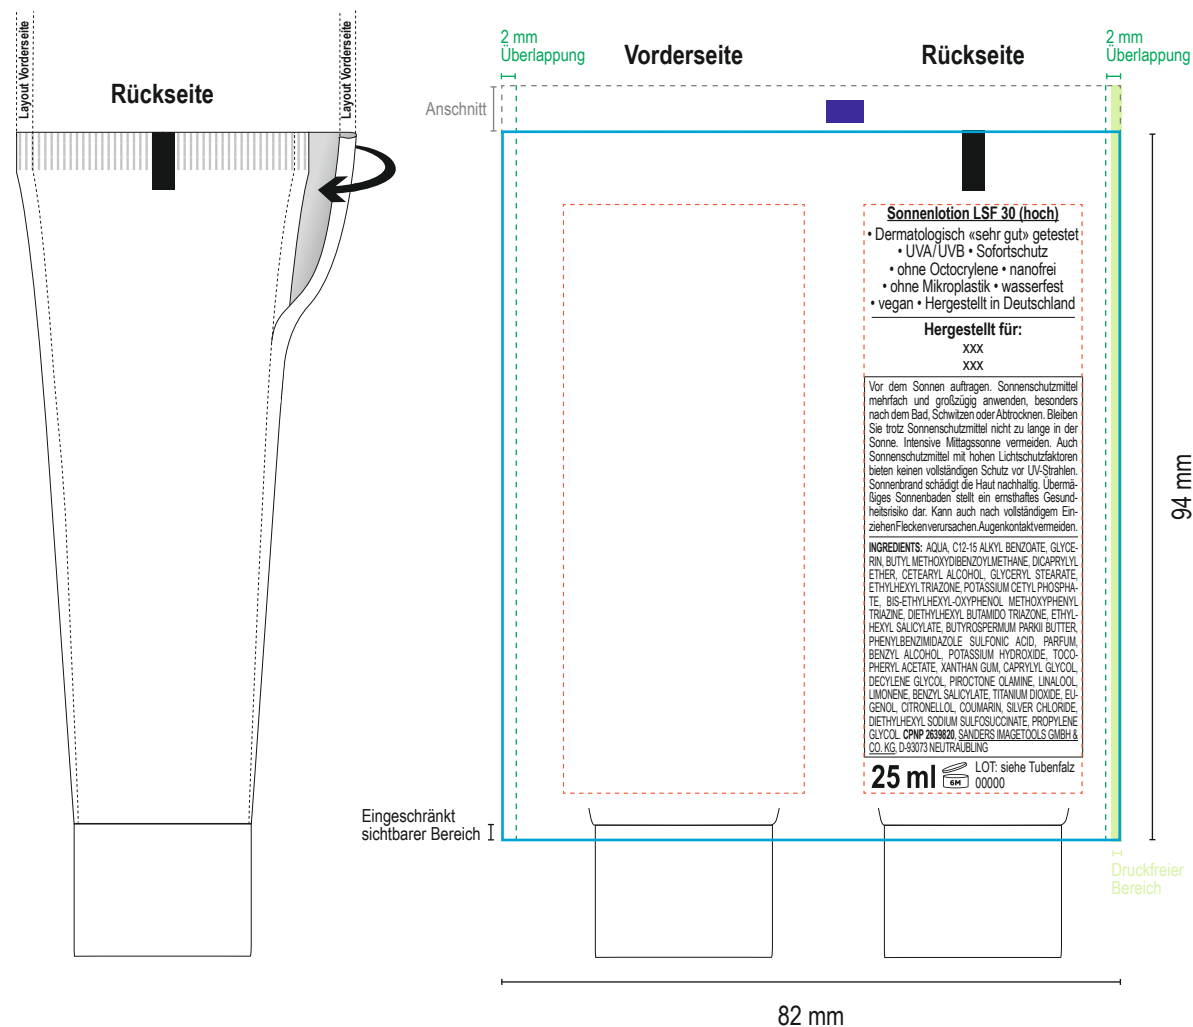 Layout Vorderseite
Rückseite
Layout Vorderseite
2 mm
Überlappung
Vorderseite
Rückseite
2 mm
Überlappung
Anschnitt
Sonnenlotion LSF 30 (hoch)
• Dermatologisch «sehr gut» getestet
• UVA/UVB • Sofortschutz
• ohne Octocrylene • nanofrei
• ohne Mikroplastik • wasserfest
• vegan • Hergestellt in Deutschland
Hergestellt für:
xxx
xxx
Vor dem Sonnen auftragen. Sonnenschutzmittel
mehrfach und großzügig anwenden, besonders
nach dem Bad, Schwitzen oder Abtrocknen. Bleiben
Sie trotz Sonnenschutzmittel nicht zu lange in der
Sonne. Intensive Mittagssonne vermeiden. Auch
Sonnenschutzmittel mit hohen Lichtschutzfaktoren
bieten keinen vollständigen Schutz vor UV-Strahlen.
Sonnenbrand schädigt die Haut nachhaltig. Übermä-
ßiges Sonnenbaden stellt ein ernsthaftes Gesund-
heitsrisiko dar. Kann auch nach vollständigem Ein-
ziehen Flecken verursachen. Augenkontakt vermeiden.
INGREDIENTS: AQUA, C12-15 ALKYL BENZOATE, GLYCE-
RIN, BUTYL METHOXYDIBENZOYLMETHANE, DICAPRYLYL
ETHER, CETEARYL ALCOHOL, GLYCERYL STEARATE,
ETHYLHEXYL TRIAZONE, POTASSIUM CETYL PHOSPHA-
TE, BIS-ETHYLHEXYL-OXYPHENOL METHOXYPHENYL
TRIAZINE, DIETHYLHEXYL BUTAMIDO TRIAZONE, ETHYL-
HEXYL SALICYLATE, BUTYROSPERMUM PARKII BUTTER,
PHENYLBENZIMIDAZOLE SULFONIC ACID, PARFUM,
BENZYL ALCOHOL, POTASSIUM HYDROXIDE, TOCO-
PHERYL ACETATE, XANTHAN GUM, CAPRYLYL GLYCOL,
DECYLENE GLYCOL, PIROCTONE OLAMINE, LINALOOL,
LIMONENE, BENZYL SALICYLATE, TITANIUM DIOXIDE, EU-
GENOL, CITRONELLOL, COUMARIN, SILVER CHLORIDE,
DIETHYLHEXYL SODIUM SULFOSUCCINATE, PROPYLENE
GLYCOL. CPNP 2639820, SANDERS IMAGETOOLS GMBH &
CO. KG, D-93073 NEUTRAUBLING
25 ml
6M
LOT: siehe Tubenfalz
00000
94 mm
Eingeschränkt
sichtbarer Bereich
Druckfreier
Bereich
82 mm